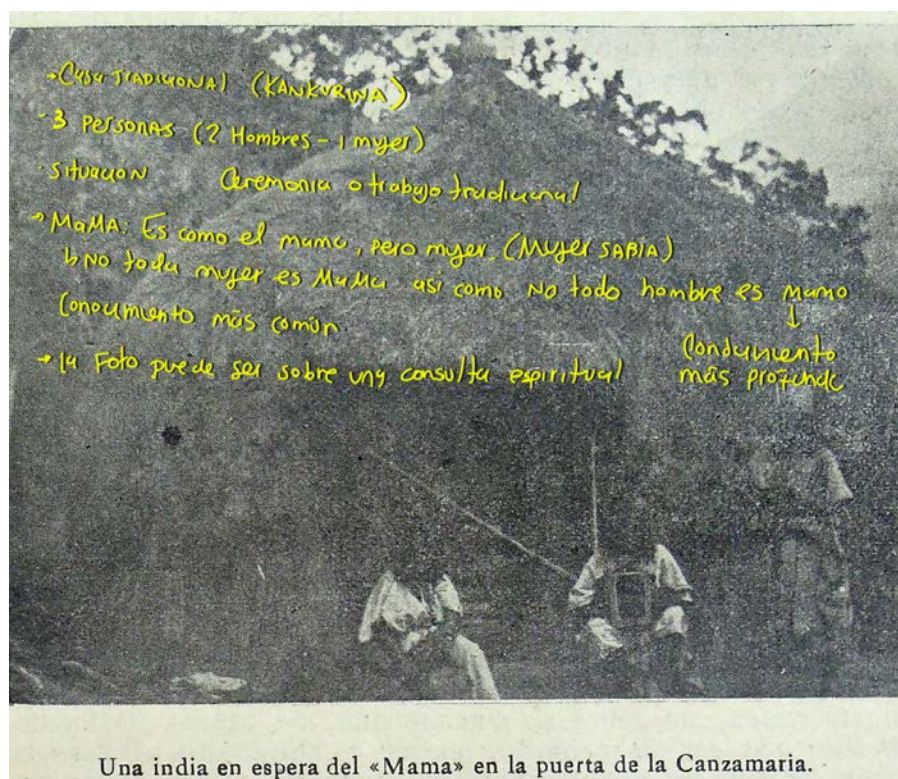 → Casa TRADICIONAL (KANKURWA)
· 3 Personas (2 Hombres - 1 mujer)
· Situacion Ceremonia o trabajo tradicional
→ MaMA: Es como el mamo, pero mujer. (Mujer SABIA)
↳ No toda mujer es MaMa así como No todo hombre es mamo
Conocimiento más común
↓
Conocimiento
más profundo
→ la Foto puede ser sobre una consulta espiritual
Una india en espera del «Mama» en la puerta de la Canzamaria.